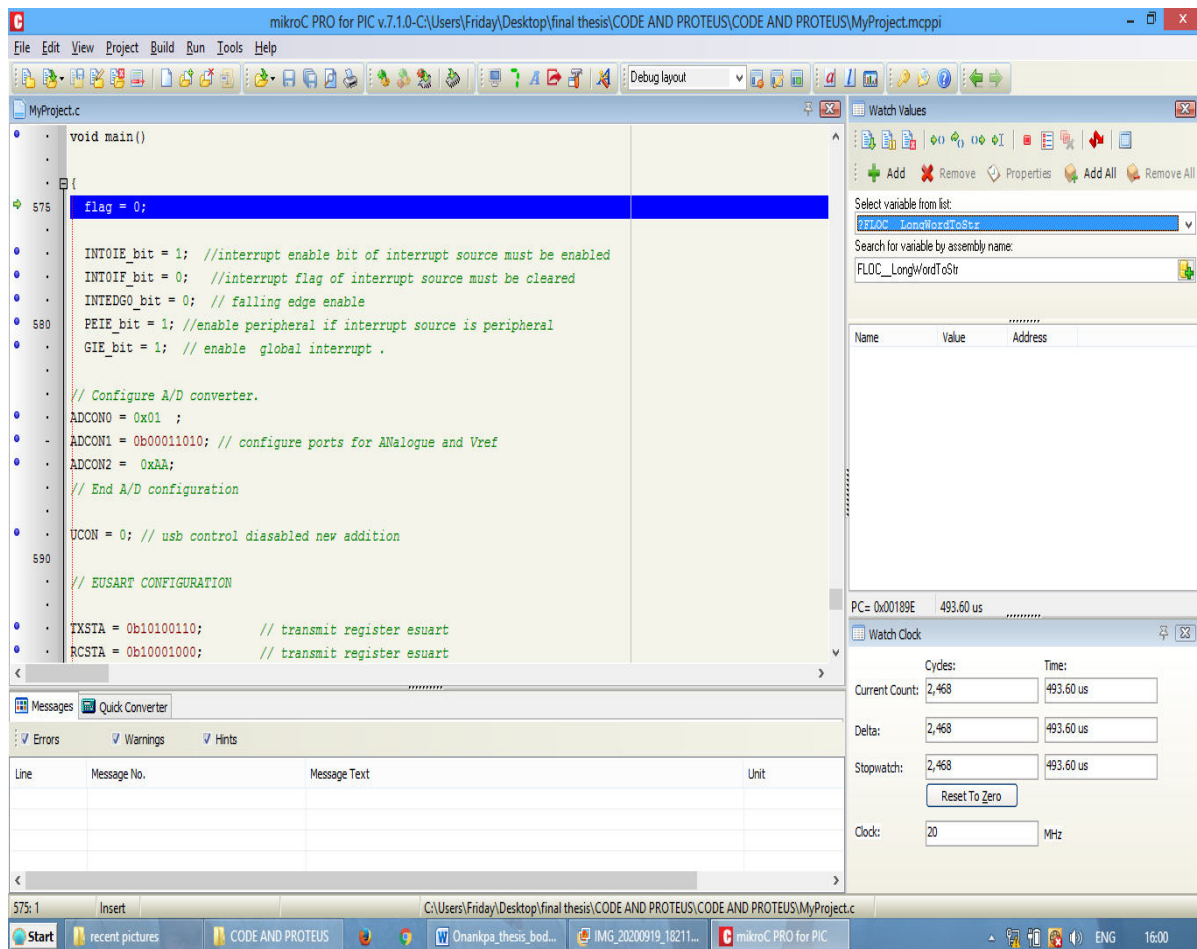 mikroC PRO for PIC v.7.1.0-C:\Users\Friday\Desktop\final thesis\CODE AND PROTEUS\CODE AND PROTEUS\MyProject.mcppi
File Edit View Project Build Run Tools Help
Debug layout
MyProject.c
void main()
{
575 flag = 0;
INT0IE_bit = 1; //interrupt enable bit of interrupt source must be enabled
INT0IF_bit = 0; //interrupt flag of interrupt source must be cleared
INTEDG0_bit = 0; // falling edge enable
580 PEIE_bit = 1; //enable peripheral if interrupt source is peripheral
GIE_bit = 1; // enable global interrupt .
// Configure A/D converter.
ADCON0 = 0x01 ;
ADCON1 = 0b00011010; // configure ports for ANalogue and Vref
ADCON2 = 0xAA;
// End A/D configuration
UCON = 0; // usb control diasabled new addition
590
// EUSART CONFIGURATION
TXSTA = 0b10100110; // transmit register esuart
RCSTA = 0b10001000; // transmit register esuart
Watch Values
Add Remove Properties Add All Remove All
Select variable from list:
?FLOC__LongWordToStr
Search for variable by assembly name:
FLOC__LongWordToStr
Name Value Address
PC= 0x00189E 493.60 us
Watch Clock
Cycles: Time:
Current Count: 2,468 493.60 us
Delta: 2,468 493.60 us
Stopwatch: 2,468 493.60 us
Reset To Zero
Clock: 20 MHz
Messages Quick Converter
Errors Warnings Hints
Line Message No. Message Text Unit
575: 1 Insert C:\Users\Friday\Desktop\final thesis\CODE AND PROTEUS\CODE AND PROTEUS\MyProject.c
Start recent pictures CODE AND PROTEUS Onankpa_thesis_bod... IMG_20200919_18211... mikroC PRO for PIC ENG 16:00